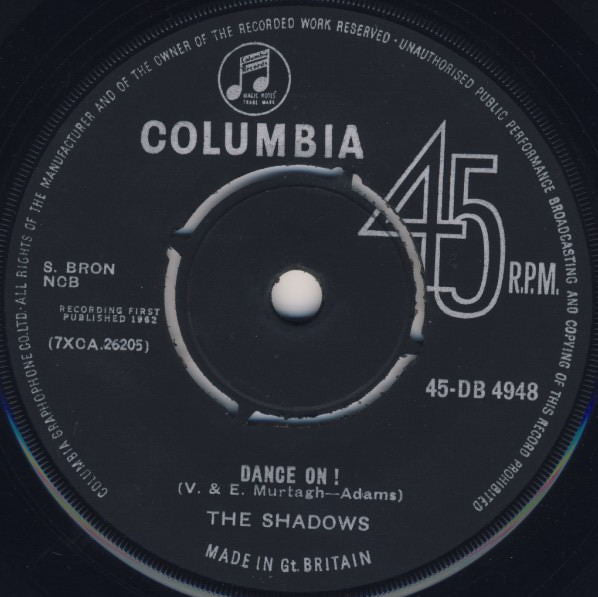 COLUMBIA GRAPHOPHONE CO. LTD · ALL RIGHTS OF THE MANUFACTURER AND OF THE OWNER OF THE RECORDED WORK RESERVED · UNAUTHORISED PUBLIC PERFORMANCE BROADCASTING AND COPYING OF THIS RECORD PROHIBITED
Columbia
Records
MAGIC NOTES
TRADE MARK
COLUMBIA
45 R.P.M.
S. BRON
NCB
RECORDING FIRST
PUBLISHED 1962
(7XCA.26205)
45-DB 4948
DANCE ON !
(V. & E. Murtagh—Adams)
THE SHADOWS
MADE IN Gt. BRITAIN